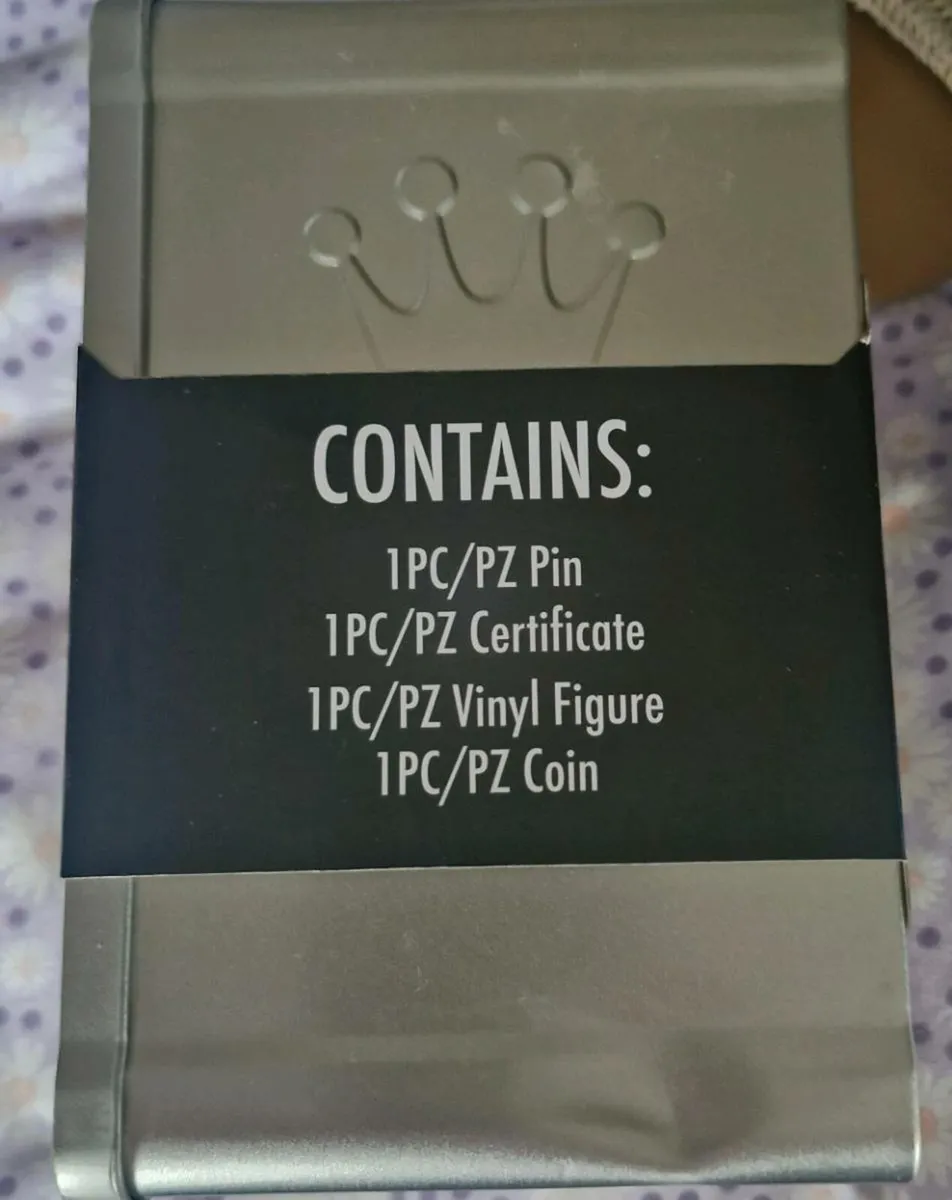 CONTAINS:
1PC/PZ Pin
1PC/PZ Certificate
1PC/PZ Vinyl Figure
1PC/PZ Coin